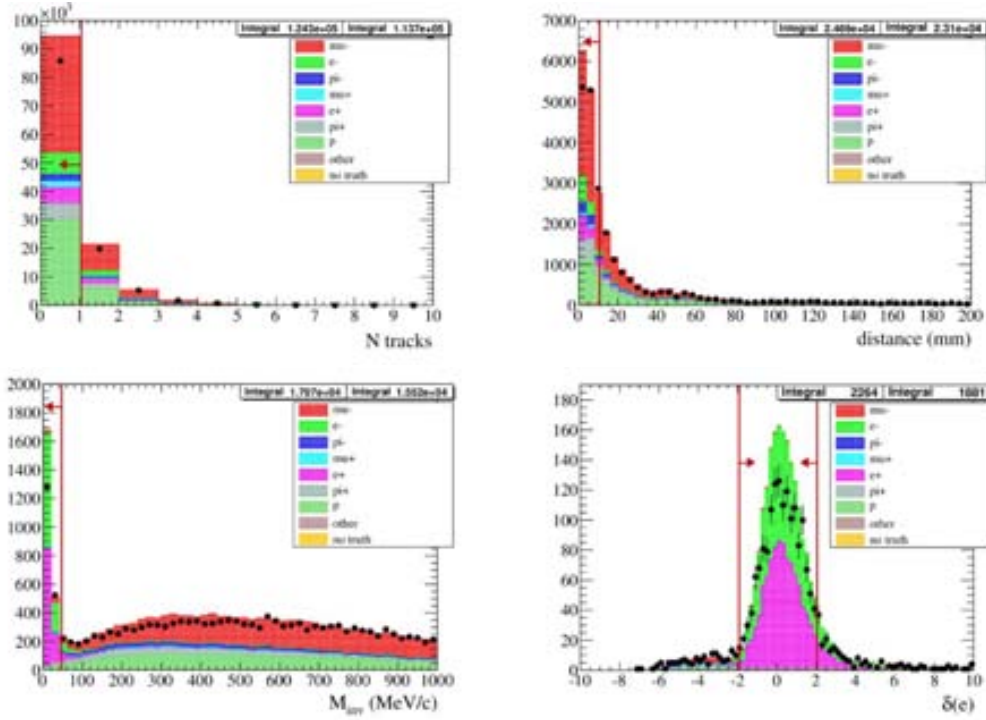 ×10³
Integral 1.243e+05 Integral 1.137e+05
100
90
80
70
60
50
40
30
20
10
0
0 1 2 3 4 5 6 7 8 9 10
N tracks
mu-
e-
pi-
mu+
e+
pi+
P
other
no truth
Integral 2.469e+04 Integral 2.31e+04
7000
6000
5000
4000
3000
2000
1000
0
0 20 40 60 80 100 120 140 160 180 200
distance (mm)
mu-
e-
pi-
mu+
e+
pi+
P
other
no truth
Integral Integral
2000
1800
1600
1400
1200
1000
800
600
400
200
0
0 100 200 300 400 500 600 700 800 900 1000
M_inv (MeV/c)
mu-
e-
pi-
mu+
e+
pi+
P
other
no truth
Integral 2264 Integral
180
160
140
120
100
80
60
40
20
0
-10 -8 -6 -4 -2 0 2 4 6 8 10
δ(e)
mu-
e-
pi-
mu+
e+
pi+
P
other
no truth